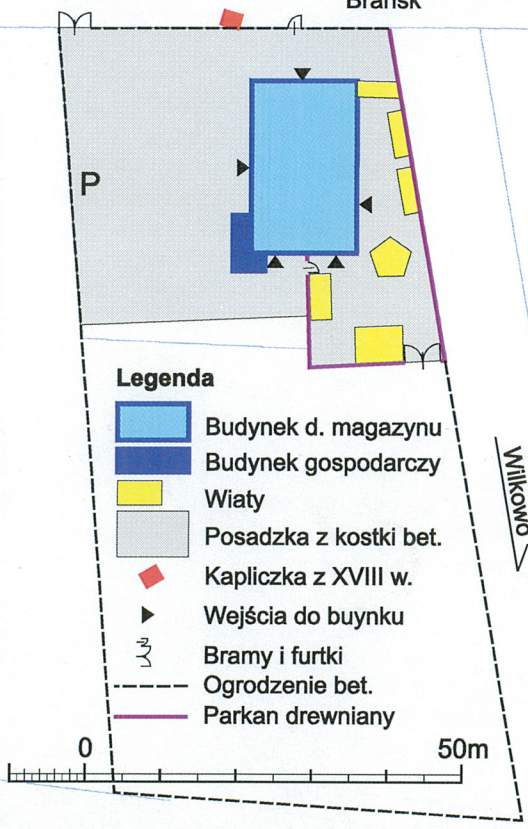 Brańsk
P
Legenda
Budynek d. magazynu
Budynek gospodarczy
Wiaty
Posadzka z kostki bet.
Kapliczka z XVIII w.
Wejścia do buynku
Bramy i furtki
Ogrodzenie bet.
Parkan drewniany
Wilkowo
0 50m